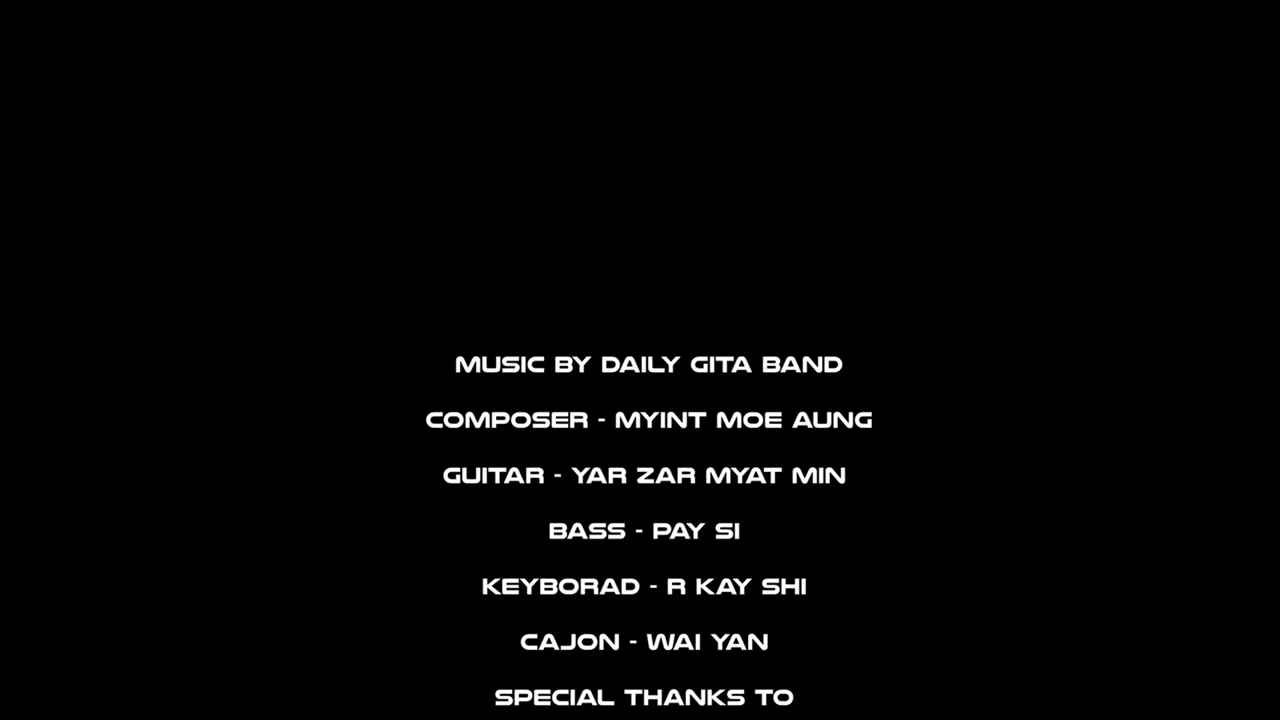 MUSIC BY DAILY GITA BAND
COMPOSER - MYINT MOE AUNG
GUITAR - YAR ZAR MYAT MIN
BASS - PAY SI
KEYBORAD - R KAY SHI
CAJON - WAI YAN
SPECIAL THANKS TO